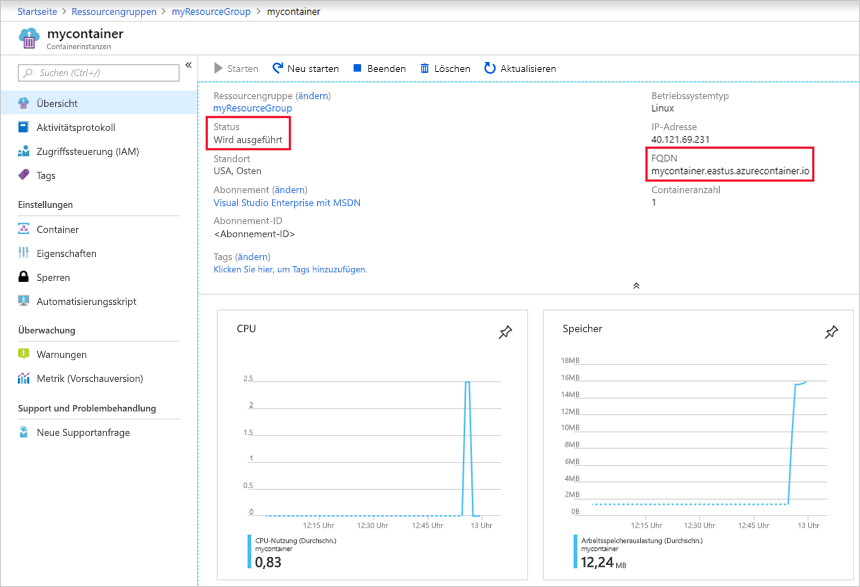 Startseite > Ressourcengruppen > myResourceGroup > mycontainer
mycontainer
Containerinstanzen
Suchen (Ctrl+/)
«
Übersicht
Aktivitätsprotokoll
Zugriffssteuerung (IAM)
Tags
Einstellungen
Container
Eigenschaften
Sperren
Automatisierungsskript
Überwachung
Warnungen
Metrik (Vorschauversion)
Support und Problembehandlung
Neue Supportanfrage
Starten Neu starten Beenden Löschen Aktualisieren
Ressourcengruppe (ändern)
myResourceGroup
Status
Wird ausgeführt
Standort
USA, Osten
Abonnement (ändern)
Visual Studio Enterprise mit MSDN
Abonnement-ID
<Abonnement-ID>
Tags (ändern)
Klicken Sie hier, um Tags hinzuzufügen.
Betriebssystemtyp
Linux
IP-Adresse
40.121.69.231
FQDN
mycontainer.eastus.azurecontainer.io
Containeranzahl
1
CPU
2.5
2
1.5
1
0.5
0
12:15 Uhr 12:30 Uhr 12:45 Uhr 13 Uhr
CPU-Nutzung (Durchschn.)
mycontainer
0,83
Speicher
18MB
16MB
14MB
12MB
10MB
8MB
6MB
4MB
2MB
0B
12:15 Uhr 12:30 Uhr 12:45 Uhr 13 Uhr
Arbeitsspeicherauslastung (Durchschn.)
mycontainer
12,24 MB